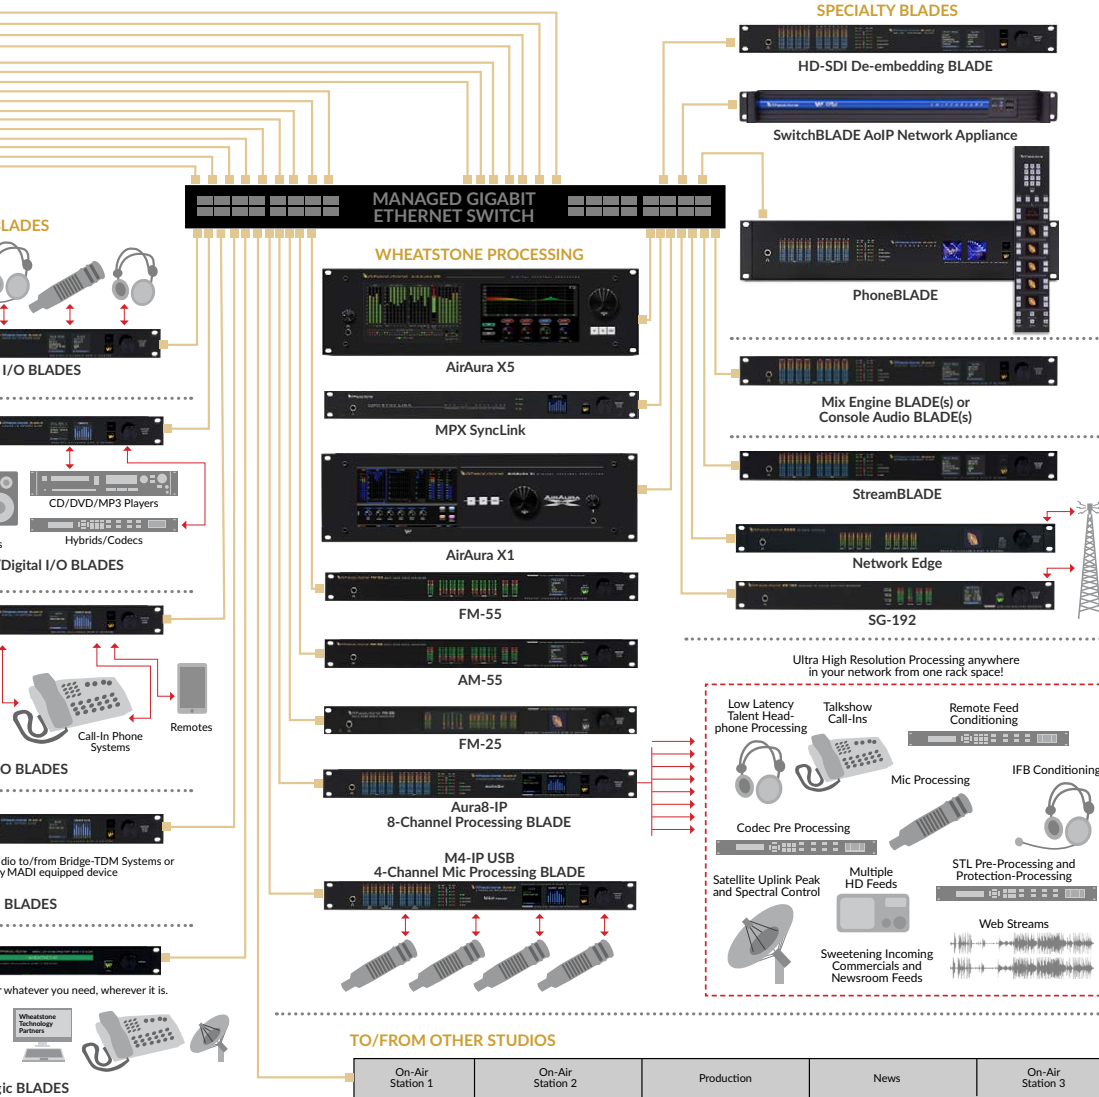 SPECIALTY BLADES
HD-SDI De-embedding BLADE
SwitchBLADE AoIP Network Appliance
MANAGED GIGABIT
ETHERNET SWITCH
PhoneBLADE
LADES
WHEATSTONE PROCESSING
AirAura X5
I/O BLADES
Mix Engine BLADE(s) or
Console Audio BLADE(s)
MPX SyncLink
StreamBLADE
CD/DVD/MP3 Players
Hybrids/Codecs
s
/Digital I/O BLADES
AIRAURA
AirAura X1
Network Edge
FM-55
SG-192
AM-55
Ultra High Resolution Processing anywhere
in your network from one rack space!
Call-In Phone
Systems
Remotes
FM-25
O BLADES
Low Latency
Talent Head-
phone Processing
Talkshow
Call-Ins
Remote Feed
Conditioning
Mic Processing
IFB Conditioning
Aura8-IP
8-Channel Processing BLADE
Codec Pre Processing
dio to/from Bridge-TDM Systems or
y MADI equipped device
M4-IP USB
4-Channel Mic Processing BLADE
Satellite Uplink Peak
and Spectral Control
Multiple
HD Feeds
STL Pre-Processing and
Protection-Processing
BLADES
Web Streams
Sweetening Incoming
Commercials and
Newsroom Feeds
r whatever you need, wherever it is.
Wheatstone
Technology
Partners
TO/FROM OTHER STUDIOS
On-Air
Station 1
On-Air
Station 2
Production
News
On-Air
Station 3
gic BLADES